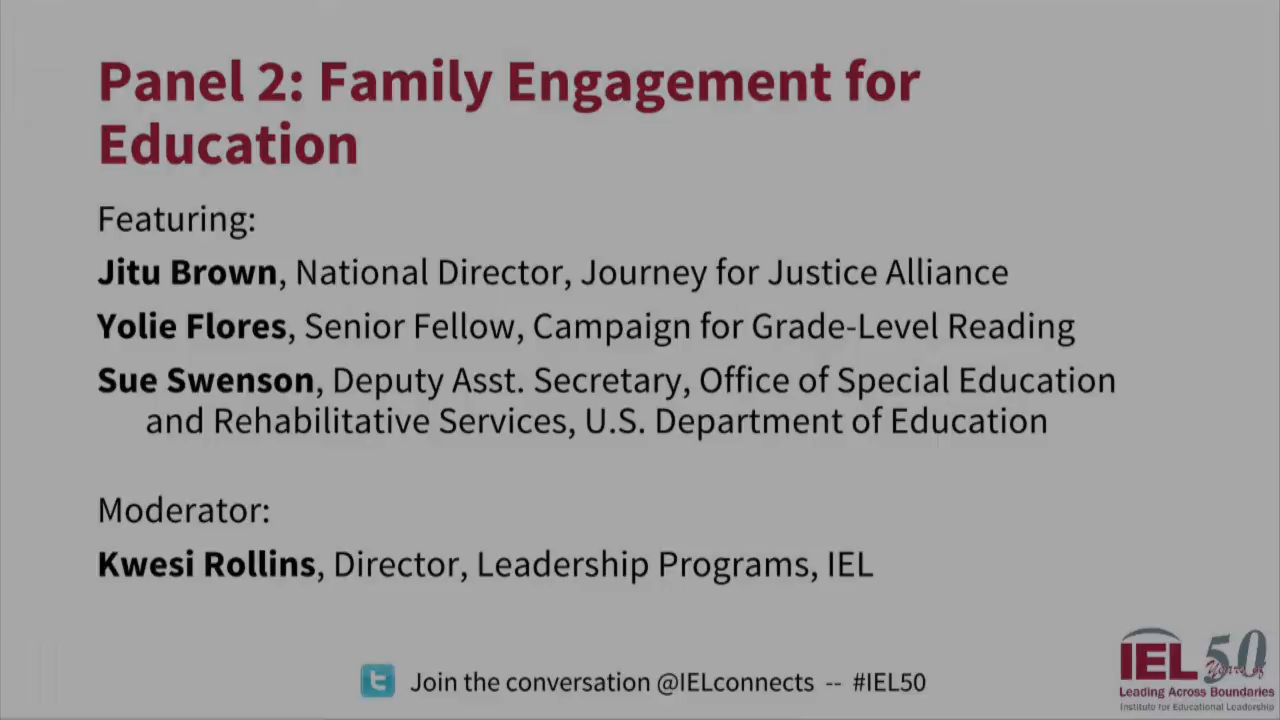 Panel 2: Family Engagement for
Education
Featuring:
Jitu Brown, National Director, Journey for Justice Alliance
Yolie Flores, Senior Fellow, Campaign for Grade-Level Reading
Sue Swenson, Deputy Asst. Secretary, Office of Special Education
and Rehabilitative Services, U.S. Department of Education
Moderator:
Kwesi Rollins, Director, Leadership Programs, IEL
Join the conversation @IELconnects -- #IEL50
IEL 50
Years of
Leading Across Boundaries
Institute for Educational Leadership